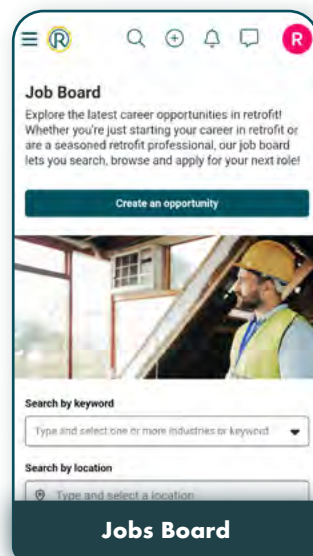 R
R
Job Board
Explore the latest career opportunities in retrofit!
Whether you're just starting your career in retrofit or
are a seasoned retrofit professional, our job board
lets you search, browse and apply for your next role!
Create an opportunity
Search by keyword
Type and select one or more industries or keyword
Search by location
Type and select a location
Jobs Board